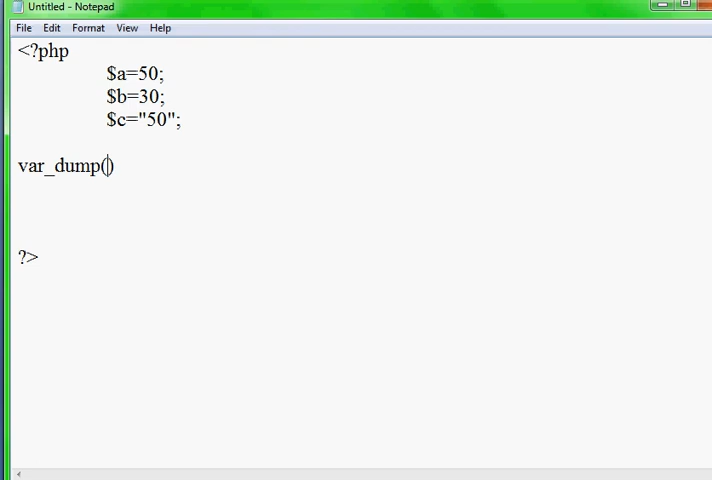 Untitled - Notepad
File Edit Format View Help
<?php
$a=50;
$b=30;
$c="50";
var_dump()
?>